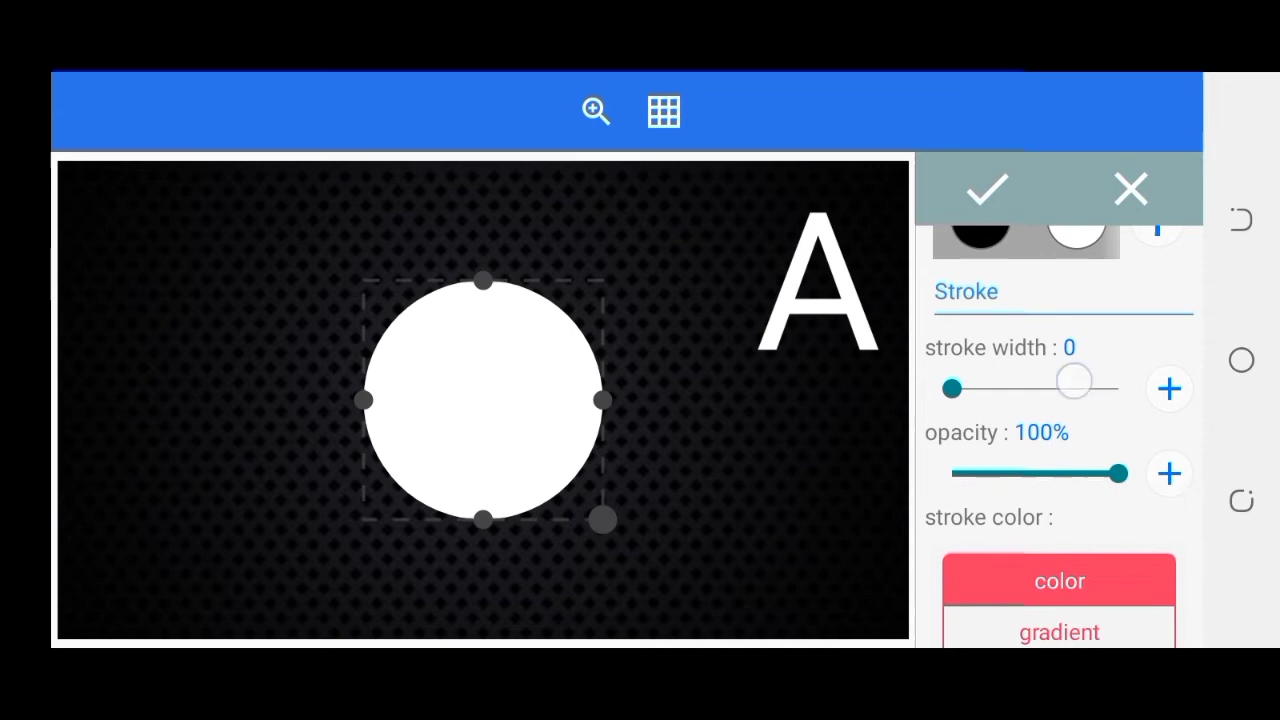 A
Stroke
stroke width : 0
opacity : 100%
stroke color :
color
gradient